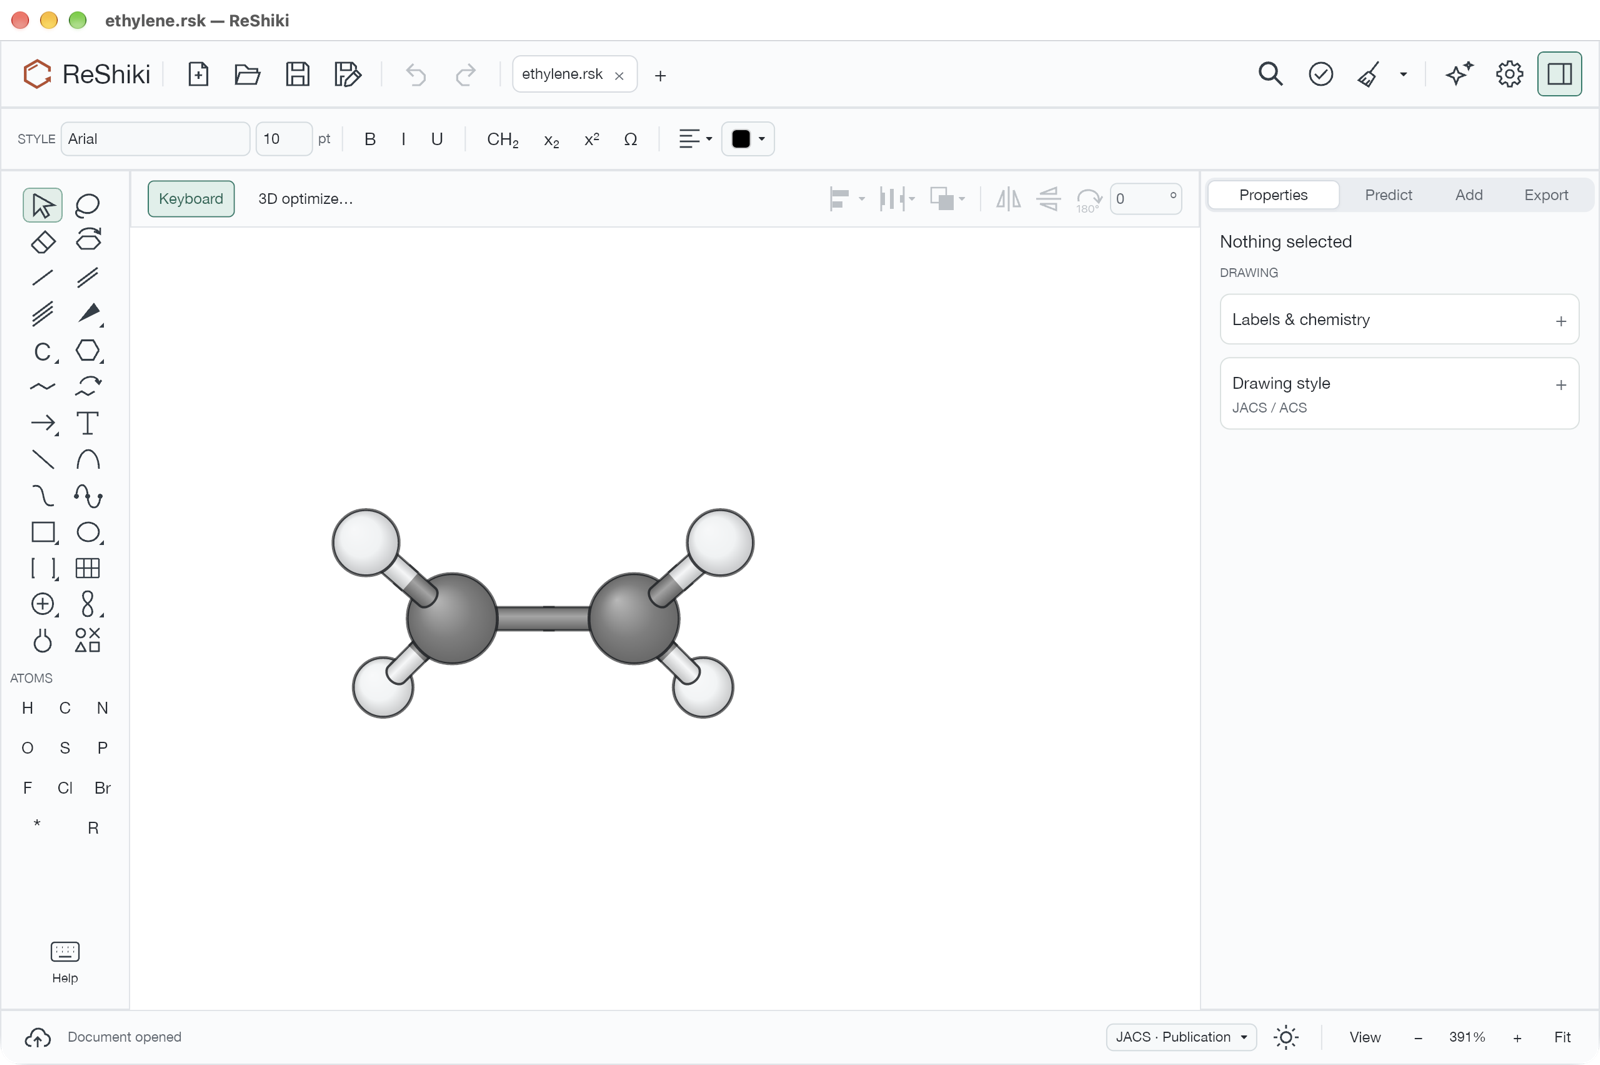 ethylene.rsk — ReShiki
ReShiki
ethylene.rsk ×
+
STYLE Arial 10 pt B I U CH₂ x₂ x² Ω
Keyboard 3D optimize... 180° 0 °
Properties Predict Add Export
Nothing selected
DRAWING
Labels & chemistry +
Drawing style +
JACS / ACS
C
T
ATOMS
H C N
O S P
F Cl Br
* R
Help
Document opened
JACS · Publication
View − 391% + Fit